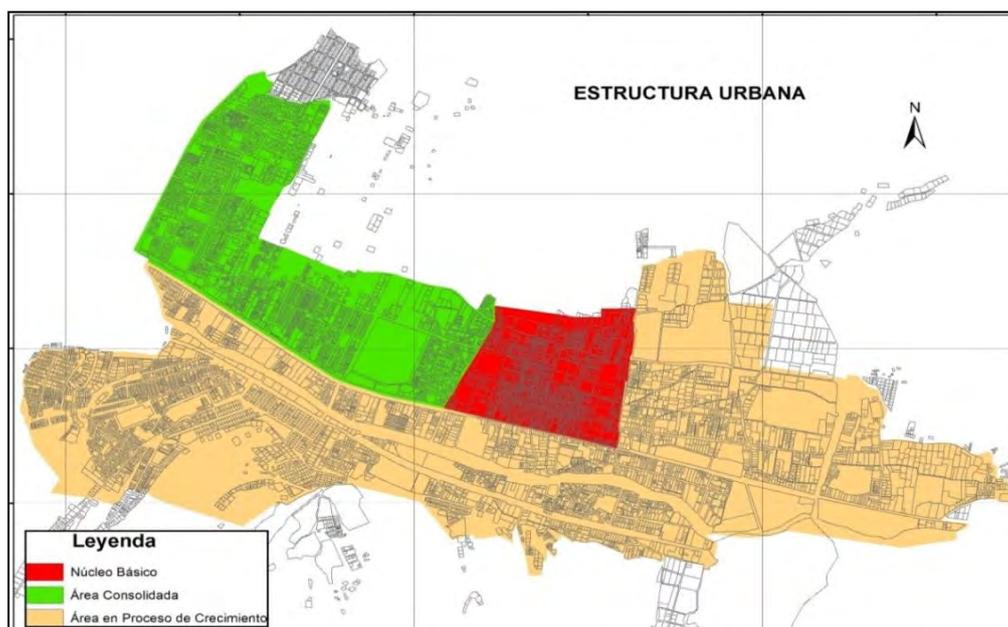 ESTRUCTURA URBANA
N
Leyenda
Núcleo Básico
Área Consolidada
Área en Proceso de Crecimiento